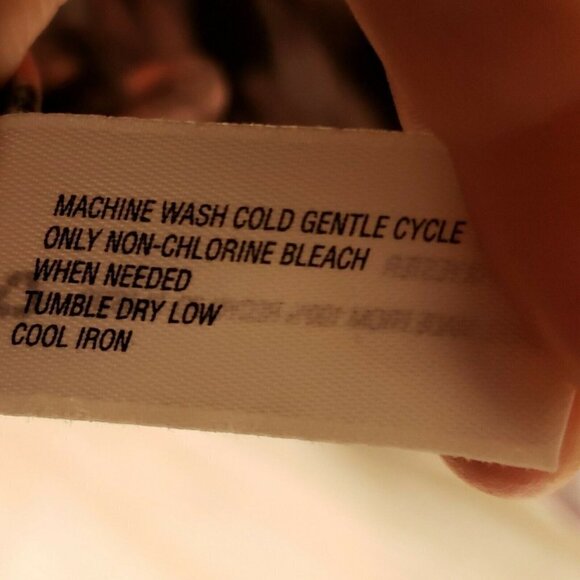 MACHINE WASH COLD GENTLE CYCLE
ONLY NON-CHLORINE BLEACH
WHEN NEEDED
TUMBLE DRY LOW
COOL IRON